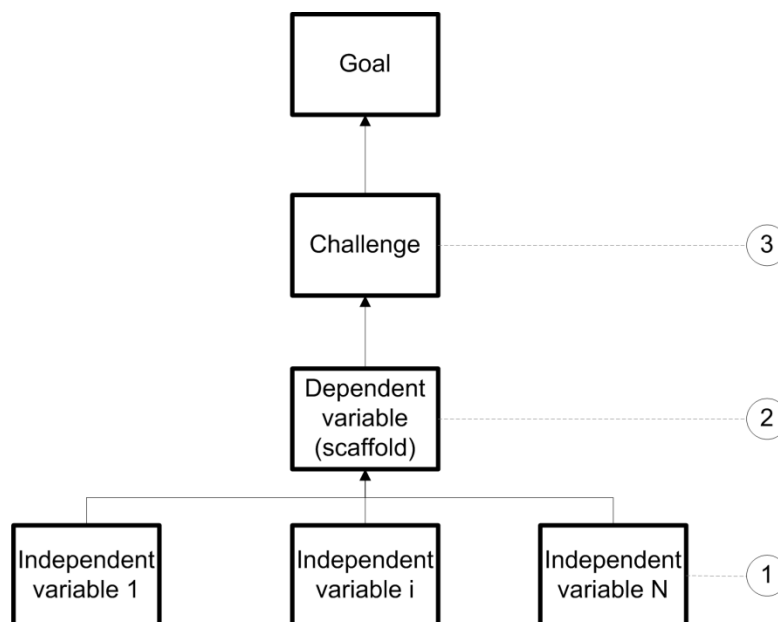 Goal
Challenge
3
Dependent
variable
(scaffold)
2
Independent
variable 1
Independent
variable i
Independent
variable N
1